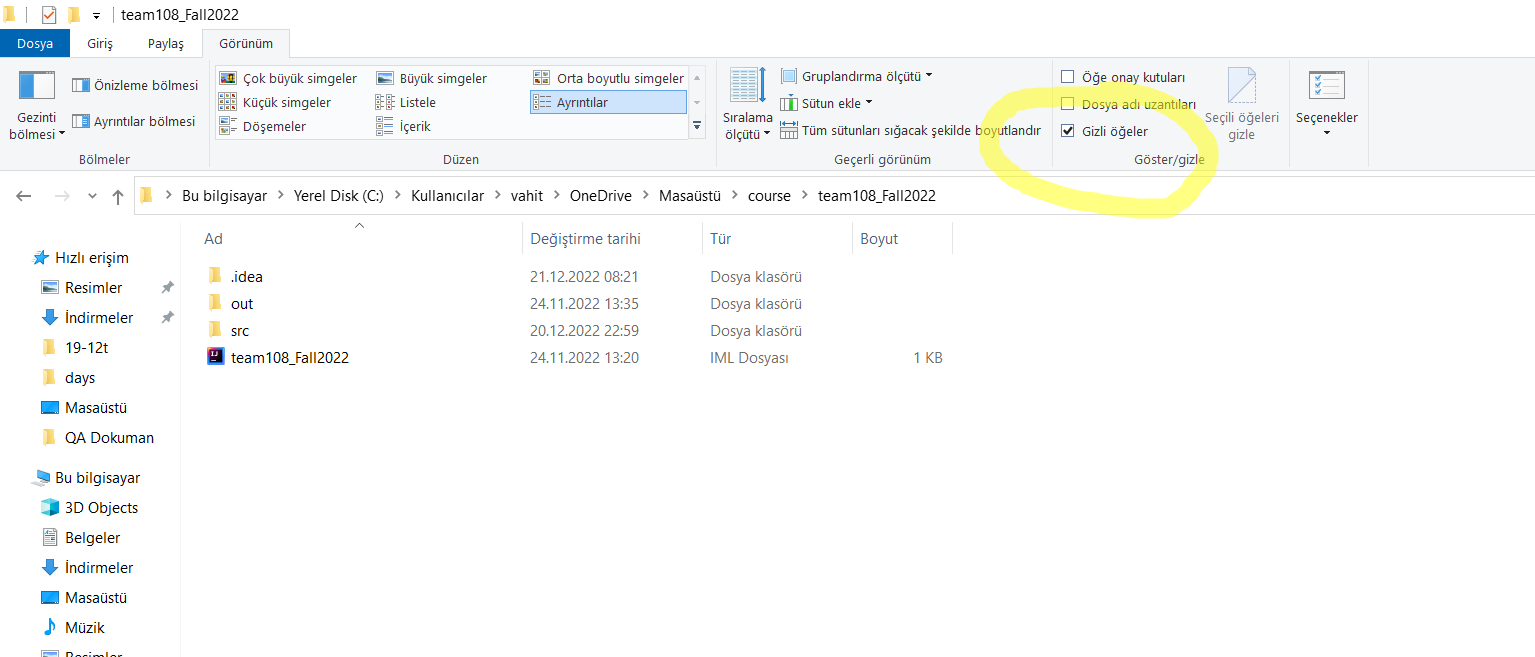 team108_Fall2022
Dosya Giriş Paylaş Görünüm
Gezinti bölmesi
Önizleme bölmesi
Ayrıntılar bölmesi
Bölmeler
Çok büyük simgeler Büyük simgeler Orta boyutlu simgeler
Küçük simgeler Listele Ayrıntılar
Döşemeler İçerik
Düzen
Sıralama ölçütü
Gruplandırma ölçütü
Sütun ekle
Tüm sütunları sığacak şekilde boyutlandır
Geçerli görünüm
Öğe onay kutuları
Dosya adı uzantıları
Gizli öğeler
Seçili öğeleri gizle
Göster/gizle
Seçenekler
Bu bilgisayar > Yerel Disk (C:) > Kullanıcılar > vahit > OneDrive > Masaüstü > course > team108_Fall2022
Ad Değiştirme tarihi Tür Boyut
.idea 21.12.2022 08:21 Dosya klasörü
out 24.11.2022 13:35 Dosya klasörü
src 20.12.2022 22:59 Dosya klasörü
team108_Fall2022 24.11.2022 13:20 IML Dosyası 1 KB
Hızlı erişim
Resimler
İndirmeler
19-12t
days
Masaüstü
QA Dokuman
Bu bilgisayar
3D Objects
Belgeler
İndirmeler
Masaüstü
Müzik
Resimler